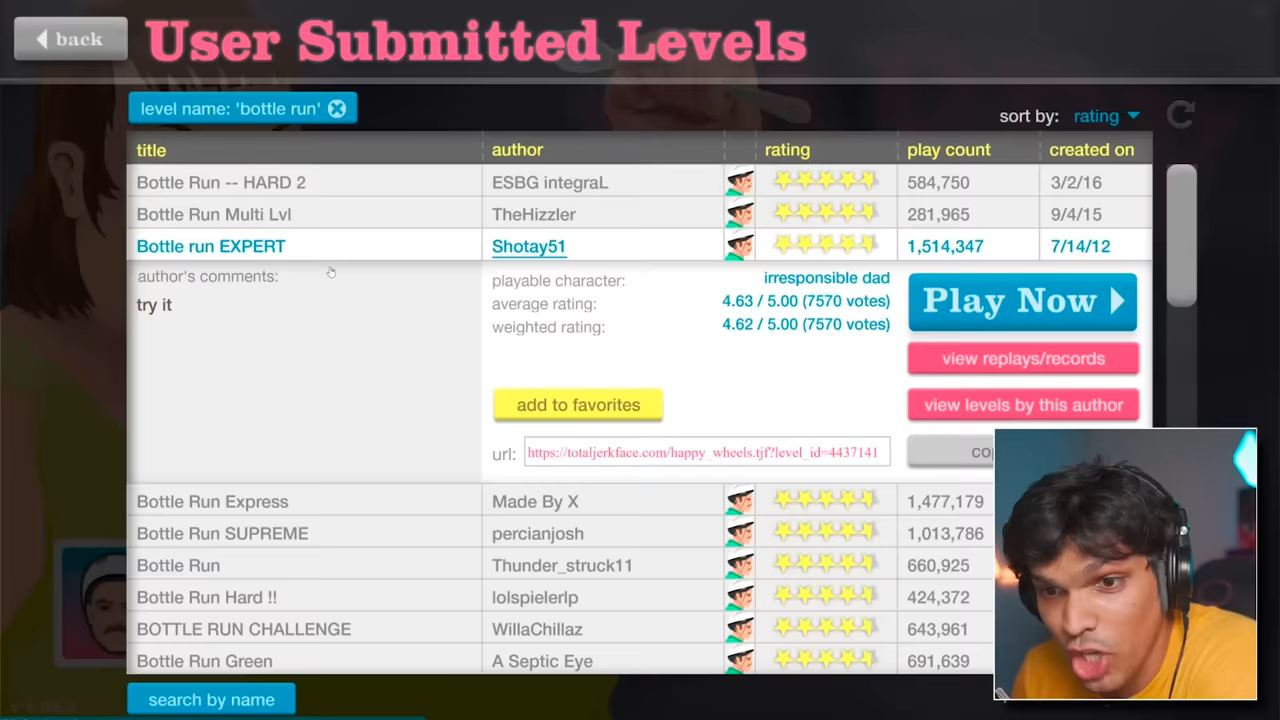 back
User Submitted Levels
level name: 'bottle run'
sort by: rating
title author rating play count created on
Bottle Run -- HARD 2 ESBG integraL 584,750 3/2/16
Bottle Run Multi Lvl TheHizzler 281,965 9/4/15
Bottle run EXPERT Shotay51 1,514,347 7/14/12
author's comments:
try it
playable character: irresponsible dad
average rating: 4.63 / 5.00 (7570 votes)
weighted rating: 4.62 / 5.00 (7570 votes)
Play Now
view replays/records
add to favorites
view levels by this author
url: https://totaljerkface.com/happy_wheels.tjf?level_id=4437141
Bottle Run Express Made By X 1,477,179
Bottle Run SUPREME percianjosh 1,013,786
Bottle Run Thunder_struck11 660,925
Bottle Run Hard !! lolspielerlp 424,372
BOTTLE RUN CHALLENGE WillaChillaz 643,961
Bottle Run Green A Septic Eye 691,639
search by name